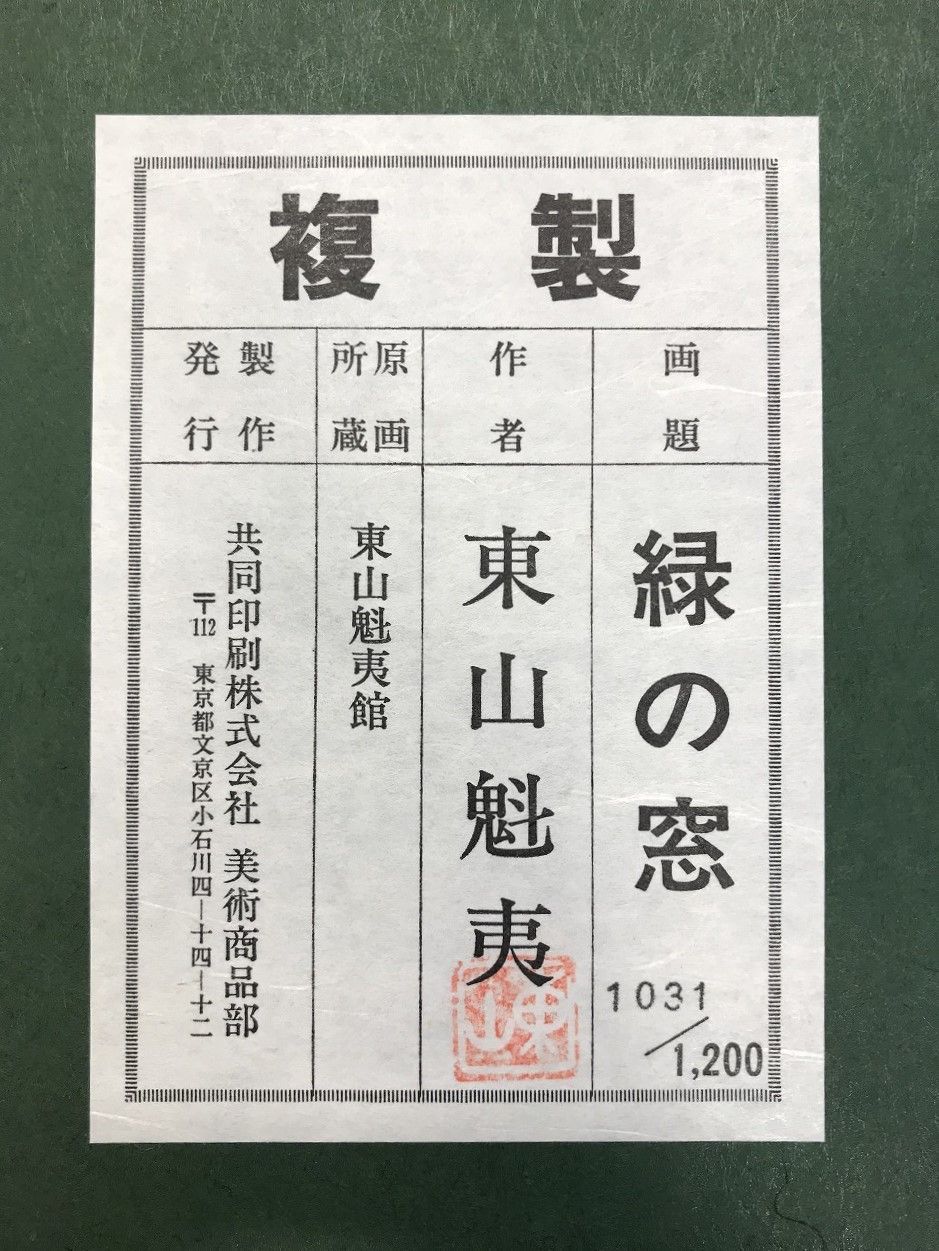 複製
画題
緑の窓
1031/1,200
作者
東山魁夷
原画
所蔵
東山魁夷館
製作
発行
共同印刷株式会社 美術商品部
〒112 東京都文京区小石川四―十四―十二